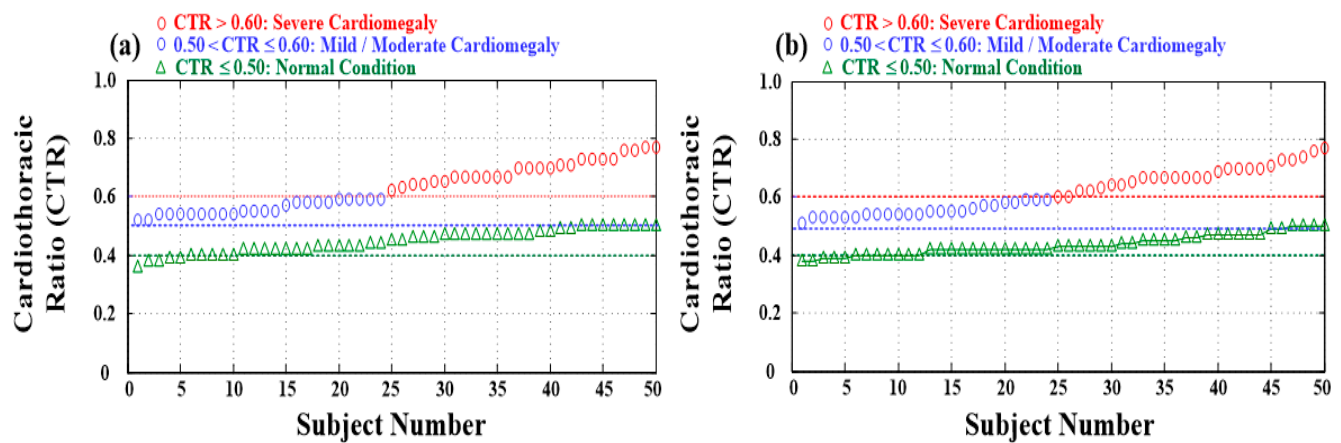 (a)
CTR > 0.60: Severe Cardiomegaly
0.50 < CTR ≤ 0.60: Mild / Moderate Cardiomegaly
CTR ≤ 0.50: Normal Condition
Cardiothoracic
Ratio (CTR)
1.0
0.8
0.6
0.4
0.2
0
0 5 10 15 20 25 30 35 40 45 50
Subject Number
(b)
CTR > 0.60: Severe Cardiomegaly
0.50 < CTR ≤ 0.60: Mild / Moderate Cardiomegaly
CTR ≤ 0.50: Normal Condition
Cardiothoracic
Ratio (CTR)
1.0
0.8
0.6
0.4
0.2
0
0 5 10 15 20 25 30 35 40 45 50
Subject Number